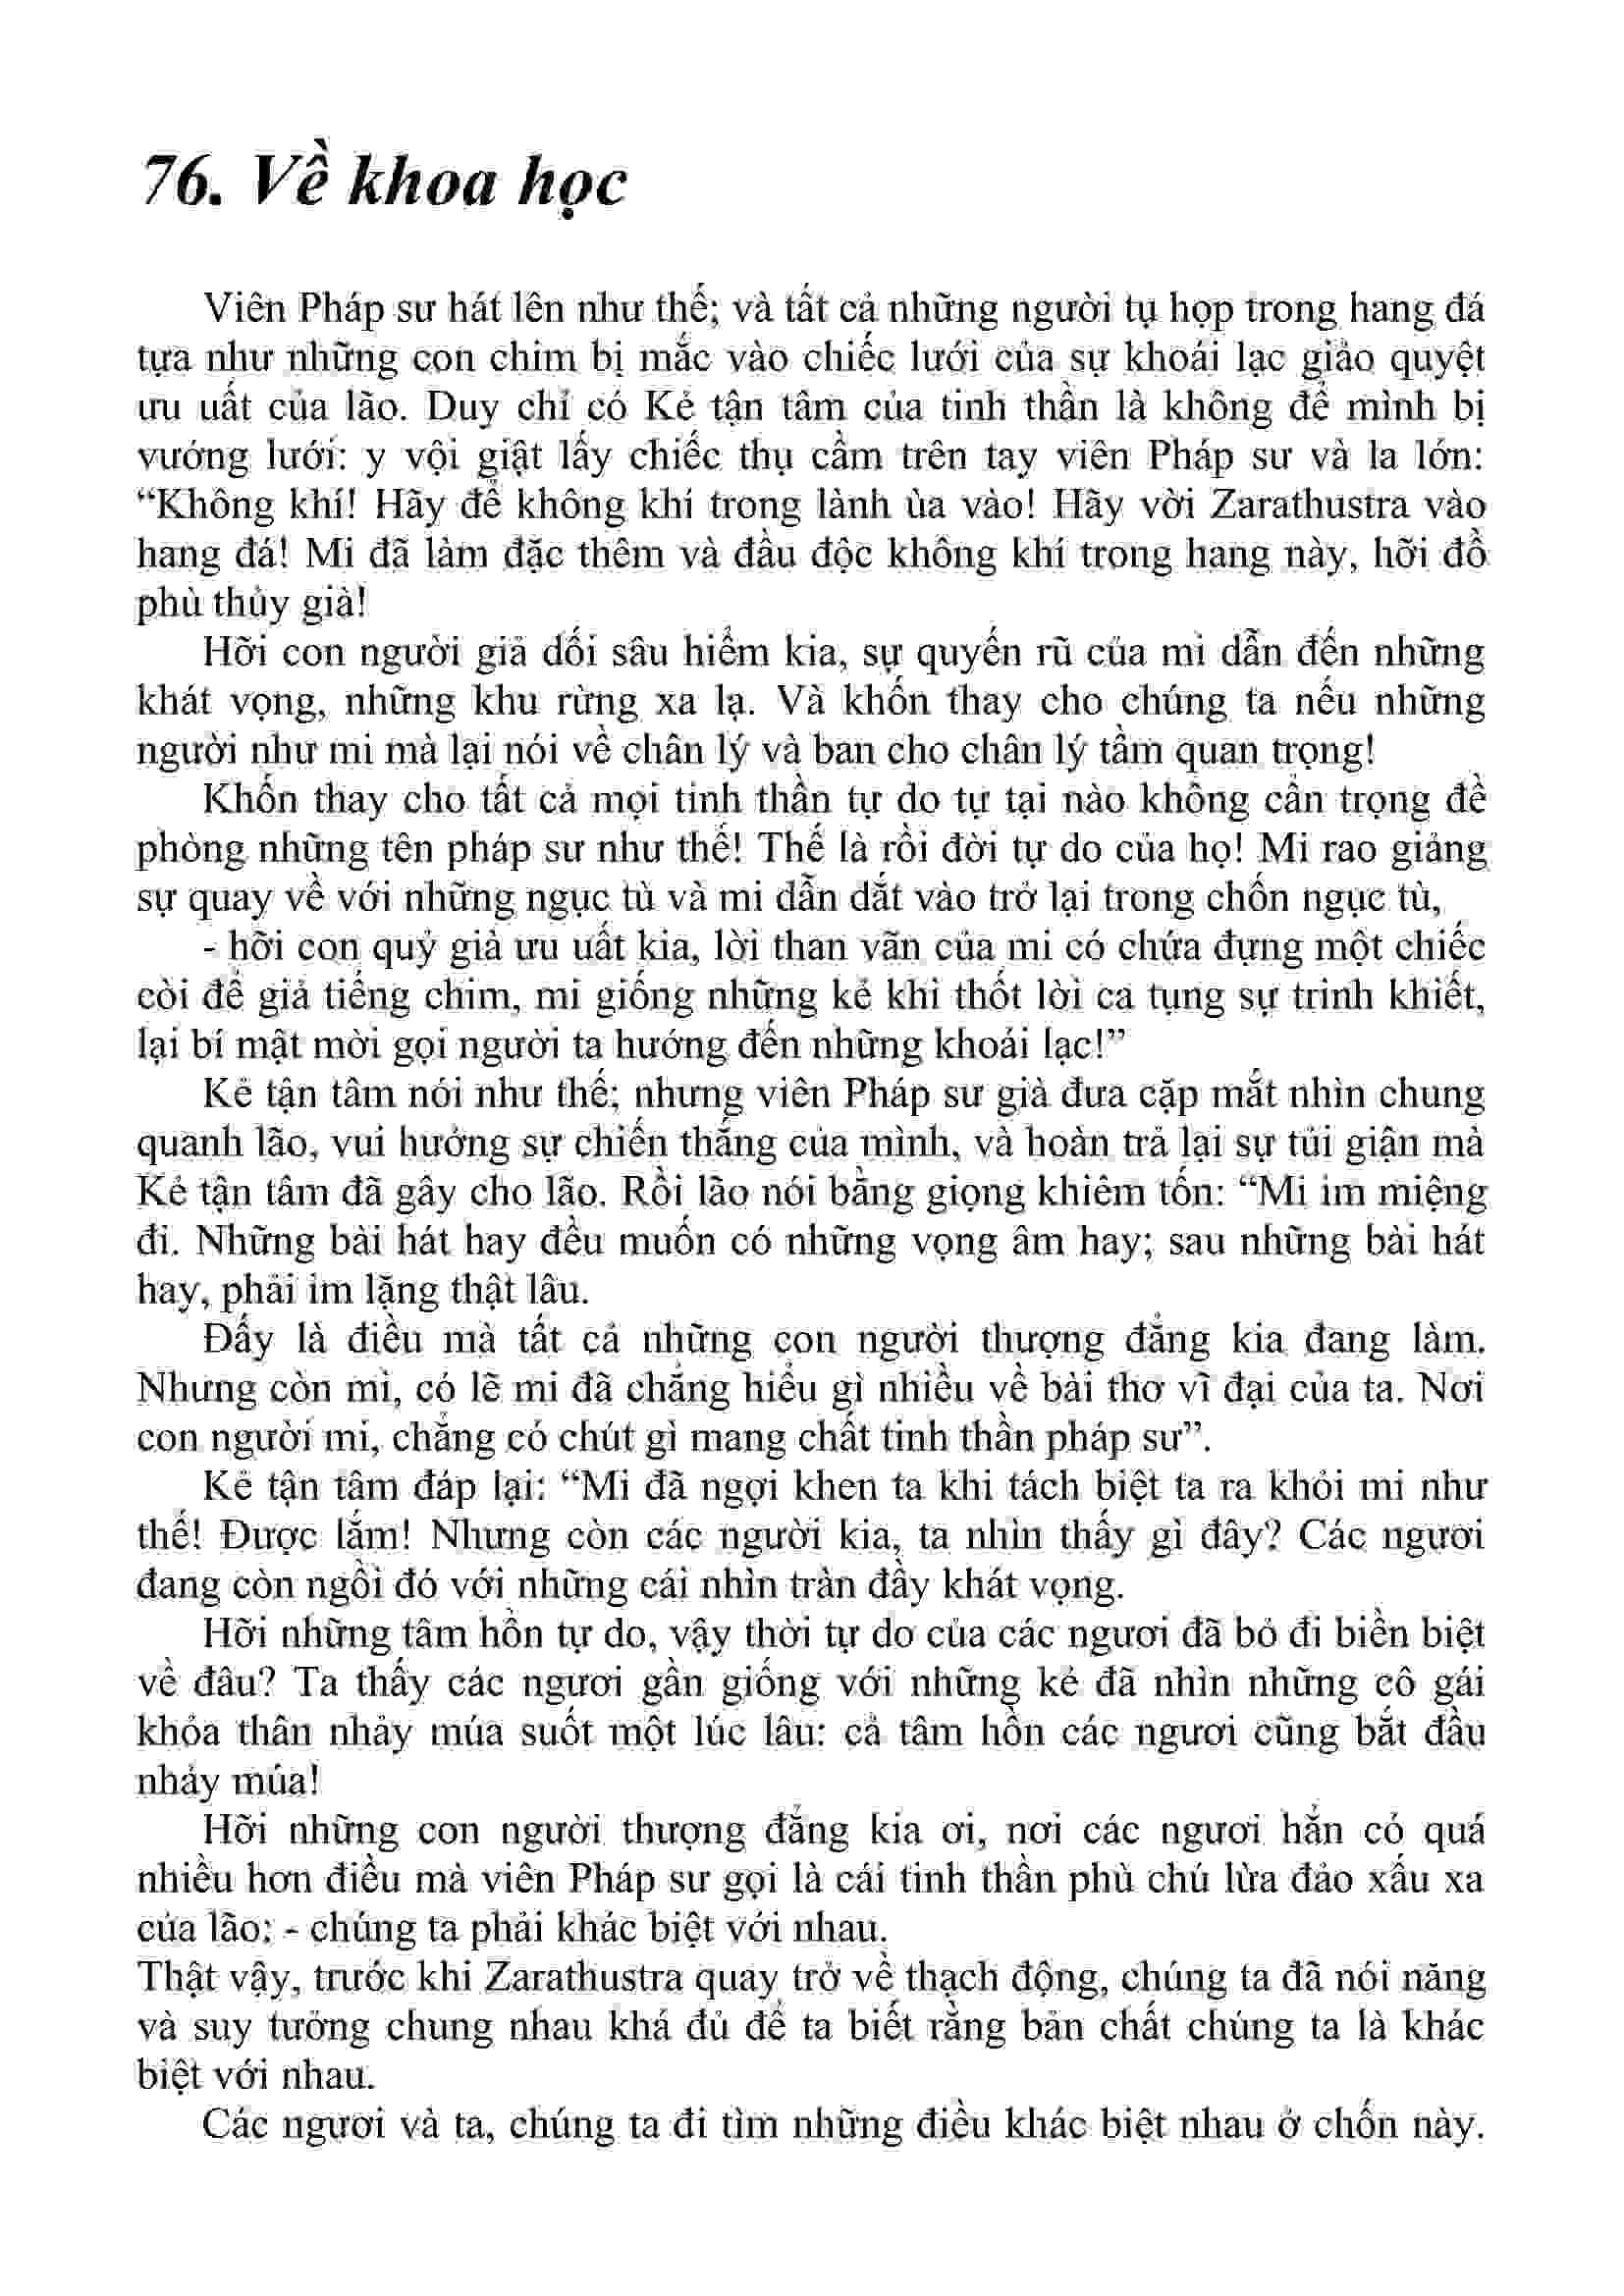 76. Về khoa học
Viên Pháp sư hát lên như thế; và tất cả những người tụ họp trong hang đá
tựa như những con chim bị mắc vào chiếc lưới của sự khoái lạc giảo quyệt
ưu uất của lão. Duy chỉ có Kẻ tận tâm của tinh thần là không để mình bị
vướng lưới: y vội giật lấy chiếc thụ cầm trên tay viên Pháp sư và la lớn:
“Không khí! Hãy để không khí trong lành ùa vào! Hãy vời Zarathustra vào
hang đá! Mi đã làm đặc thêm và đầu độc không khí trong hang này, hỡi đồ
phù thủy già!
Hỡi con người giả dối sâu hiểm kia, sự quyến rũ của mi dẫn đến những
khát vọng, những khu rừng xa lạ. Và khốn thay cho chúng ta nếu những
người như mi mà lại nói về chân lý và ban cho chân lý tầm quan trọng!
Khốn thay cho tất cả mọi tinh thần tự do tự tại nào không cẩn trọng đề
phòng những tên pháp sư như thế! Thế là rồi đời tự do của họ! Mi rao giảng
sự quay về với những ngục tù và mi dẫn dắt vào trở lại trong chốn ngục tù,
- hỡi con quỷ già ưu uất kia, lời than vãn của mi có chứa đựng một chiếc
còi để giả tiếng chim, mi giống những kẻ khi thốt lời ca tụng sự trinh khiết,
lại bí mật mời gọi người ta hướng đến những khoái lạc!”
Kẻ tận tâm nói như thế; nhưng viên Pháp sư già đưa cặp mắt nhìn chung
quanh lão, vui hưởng sự chiến thắng của mình, và hoàn trả lại sự tủi giận mà
Kẻ tận tâm đã gây cho lão. Rồi lão nói bằng giọng khiêm tốn: “Mi im miệng
đi. Những bài hát hay đều muốn có những vọng âm hay; sau những bài hát
hay, phải im lặng thật lâu.
Đấy là điều mà tất cả những con người thượng đẳng kia đang làm.
Nhưng còn mi, có lẽ mi đã chẳng hiểu gì nhiều về bài thơ vĩ đại của ta. Nơi
con người mi, chẳng có chút gì mang chất tinh thần pháp sư”.
Kẻ tận tâm đáp lại: “Mi đã ngợi khen ta khi tách biệt ta ra khỏi mi như
thế! Được lắm! Nhưng còn các người kia, ta nhìn thấy gì đây? Các ngươi
đang còn ngồi đó với những cái nhìn tràn đầy khát vọng.
Hỡi những tâm hồn tự do, vậy thời tự do của các ngươi đã bỏ đi biền biệt
về đâu? Ta thấy các ngươi gần giống với những kẻ đã nhìn những cô gái
khỏa thân nhảy múa suốt một lúc lâu: cả tâm hồn các ngươi cũng bắt đầu
nhảy múa!
Hỡi những con người thượng đẳng kia ơi, nơi các ngươi hẳn có quá
nhiều hơn điều mà viên Pháp sư gọi là cái tinh thần phù chú lừa đảo xấu xa
của lão: - chúng ta phải khác biệt với nhau.
Thật vậy, trước khi Zarathustra quay trở về thạch động, chúng ta đã nói năng
và suy tưởng chung nhau khá đủ để ta biết rằng bản chất chúng ta là khác
biệt với nhau.
Các ngươi và ta, chúng ta đi tìm những điều khác biệt nhau ở chốn này.